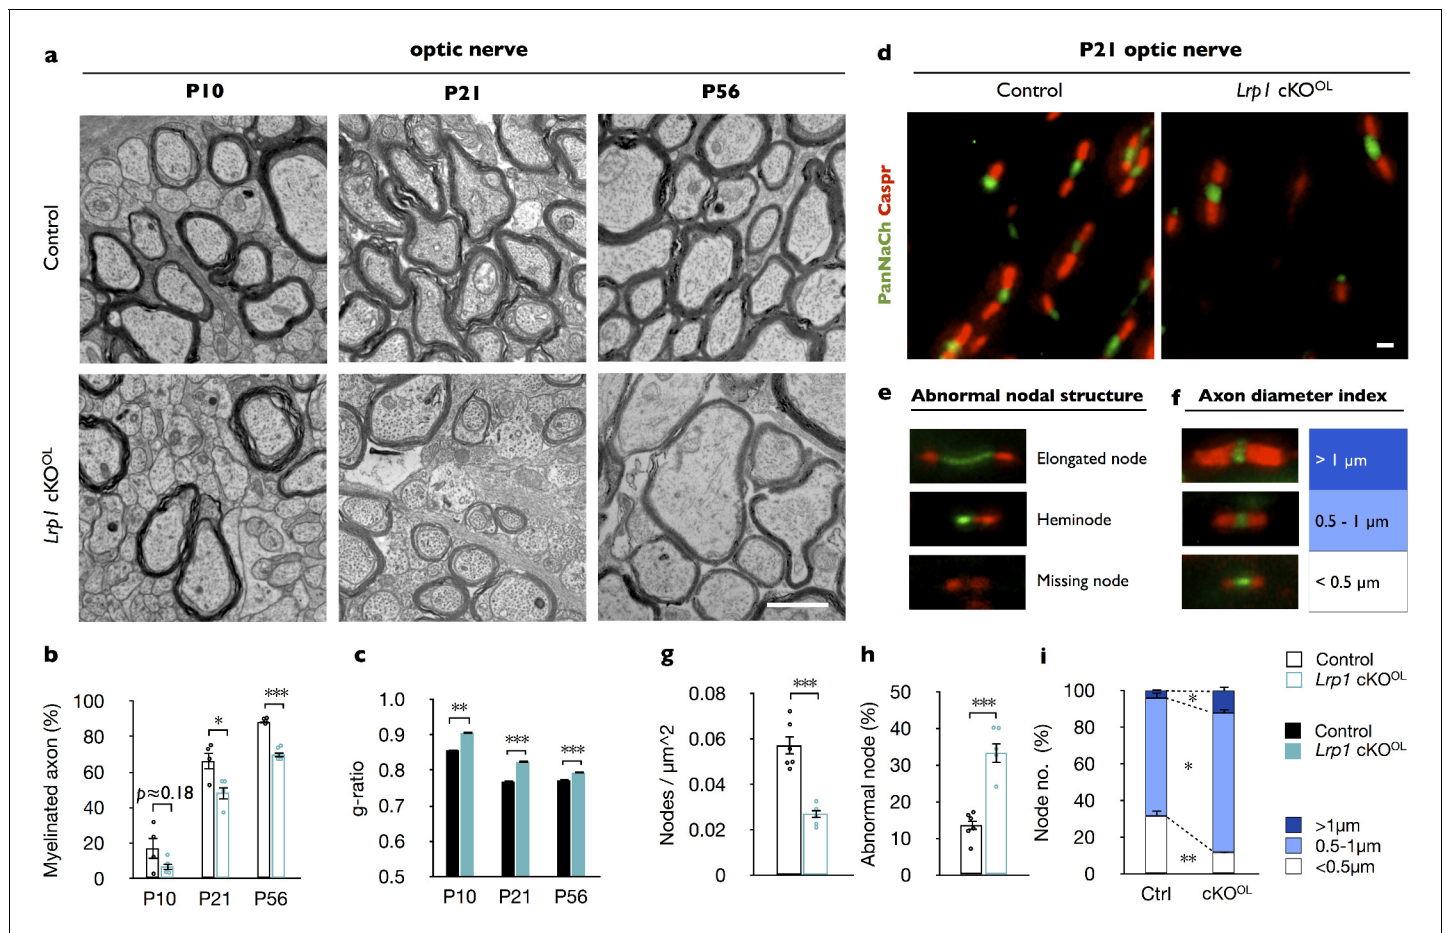 a
optic nerve
P10
P21
P56
Control
Lrp1 cKOᴼᴸ
d
P21 optic nerve
Control
Lrp1 cKOᴼᴸ
PanNaCh Caspr
e
Abnormal nodal structure
Elongated node
Heminode
Missing node
f
Axon diameter index
> 1 µm
0.5 - 1 µm
< 0.5 µm
b
Myelinated axon (%)
100
80
60
40
20
0
p≈0.18
*
***
P10
P21
P56
c
g-ratio
1.0
0.9
0.8
0.7
0.6
0.5
**
***
***
P10
P21
P56
g
Nodes / µm^2
0.08
0.06
0.04
0.02
0
***
h
Abnormal node (%)
50
40
30
20
10
0
***
i
Node no. (%)
100
80
60
40
20
0
*
*
**
Ctrl
cKOᴼᴸ
Control
Lrp1 cKOᴼᴸ
Control
Lrp1 cKOᴼᴸ
>1µm
0.5-1µm
<0.5µm